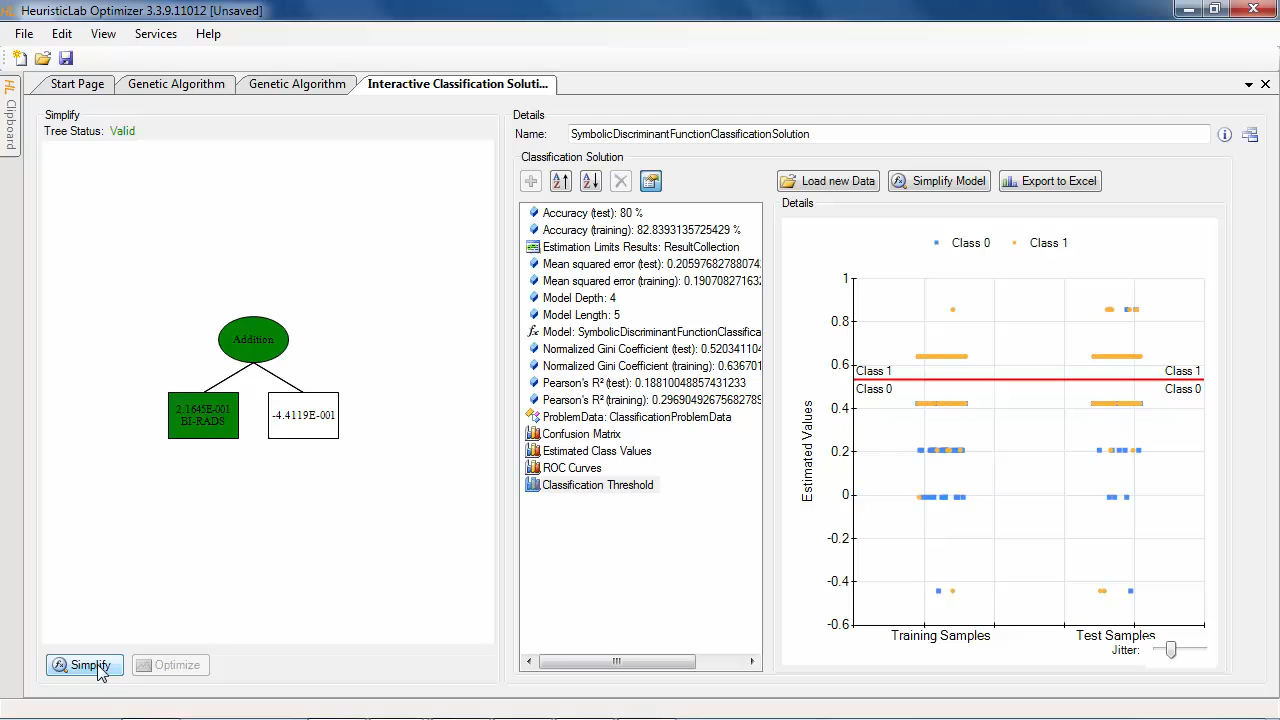 HL HeuristicLab Optimizer 3.3.9.11012 [Unsaved]
File Edit View Services Help
HL Clipboard
Start Page
Genetic Algorithm
Genetic Algorithm
Interactive Classification Soluti...
Simplify
Tree Status: Valid
Addition
2.1645E-001
BI-RADS
-4.4119E-001
Simplify
Optimize
Details
Name: SymbolicDiscriminantFunctionClassificationSolution
Classification Solution
Load new Data
Simplify Model
Export to Excel
Accuracy (test): 80 %
Accuracy (training): 82.8393135725429 %
Estimation Limits Results: ResultCollection
Mean squared error (test): 0.20597682788074
Mean squared error (training): 0.1907082716
Model Depth: 4
Model Length: 5
Model: SymbolicDiscriminantFunctionClassifica
Normalized Gini Coefficient (test): 0.52034110
Normalized Gini Coefficient (training): 0.63670
Pearson's R² (test): 0.18810048857431233
Pearson's R² (training): 0.296904926756827
ProblemData: ClassificationProblemData
Confusion Matrix
Estimated Class Values
ROC Curves
Classification Threshold
Details
Class 0
Class 1
Estimated Values
1
0.8
0.6
0.4
0.2
0
-0.2
-0.4
-0.6
Class 1
Class 1
Class 0
Class 0
Training Samples
Test Samples
Jitter: